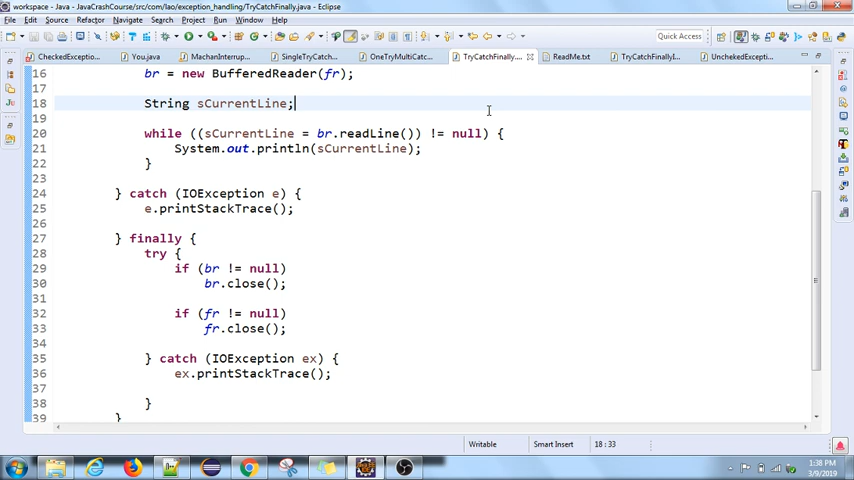 workspace - Java - JavaCrashCourse/src/com/lao/exception_handling/TryCatchFinally.java - Eclipse
File Edit Source Refactor Navigate Search Project Run Window Help
Quick Access
CheckedExceptio... You.java MachanInterrup... SingleTryCatch... OneTryMultiCatc... TryCatchFinally.... ReadMe.txt TryCatchFinallyI... UnchekedExcepti...
16 br = new BufferedReader(fr);
17
18 String sCurrentLine;
19
20 while ((sCurrentLine = br.readLine()) != null) {
21 System.out.println(sCurrentLine);
22 }
23
24 } catch (IOException e) {
25 e.printStackTrace();
26
27 } finally {
28 try {
29 if (br != null)
30 br.close();
31
32 if (fr != null)
33 fr.close();
34
35 } catch (IOException ex) {
36 ex.printStackTrace();
37
38 }
39 }
Writable Smart Insert 18 : 33
1:38 PM
3/9/2019